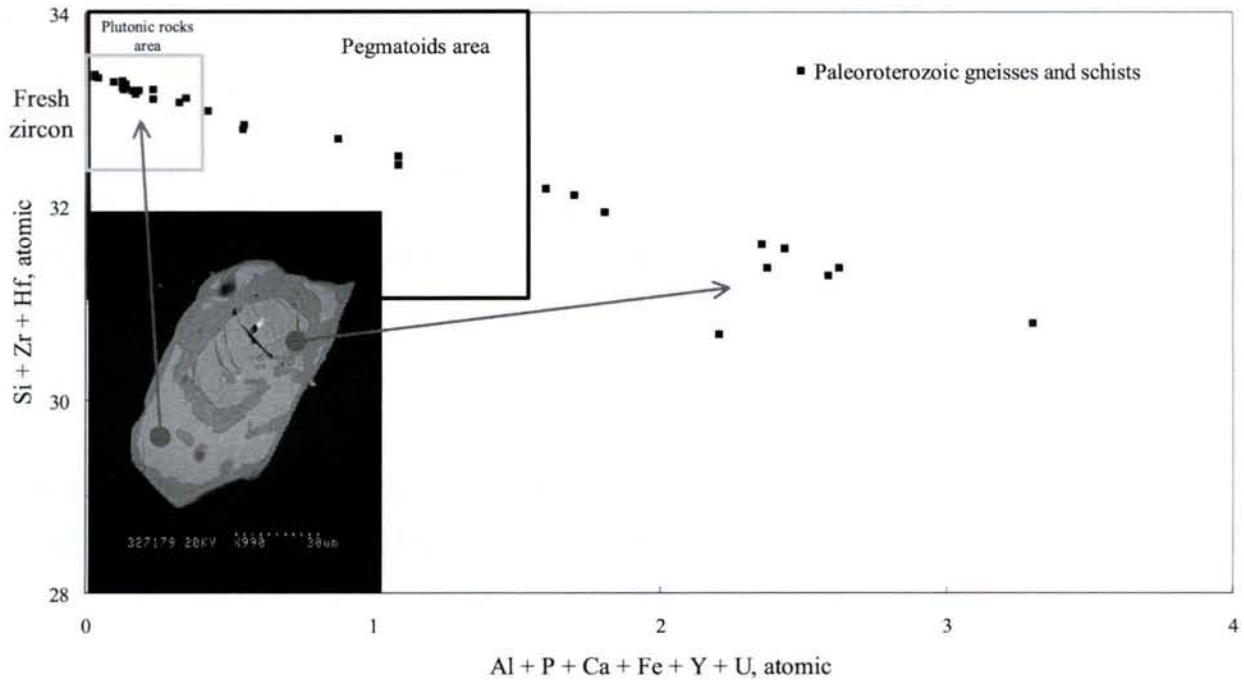 34
Plutonic rocks
area
Pegmatoids area
Paleoroterozoic gneisses and schists
Fresh
zircon
32
Si + Zr + Hf, atomic
30
327179 20KV X990 30um
28
0
1
2
3
4
Al + P + Ca + Fe + Y + U, atomic